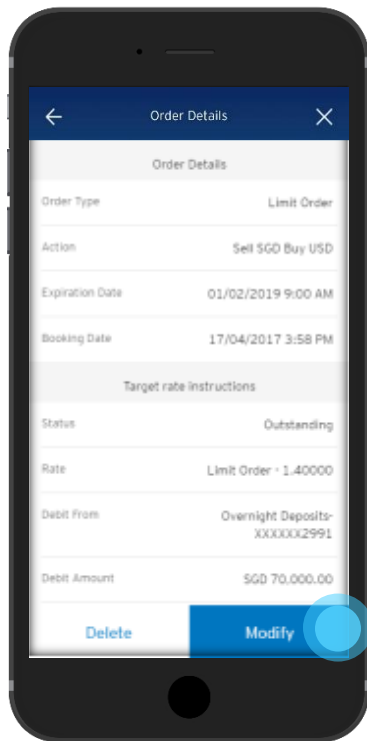 Order Details
Order Details
Order Type Limit Order
Action Sell SGD Buy USD
Expiration Date 01/02/2019 9:00 AM
Booking Date 17/04/2017 3:58 PM
Target rate instructions
Status Outstanding
Rate Limit Order - 1.40000
Debit From Overnight Deposits-
XXXXXX2991
Debit Amount SGD 70,000.00
Delete Modify